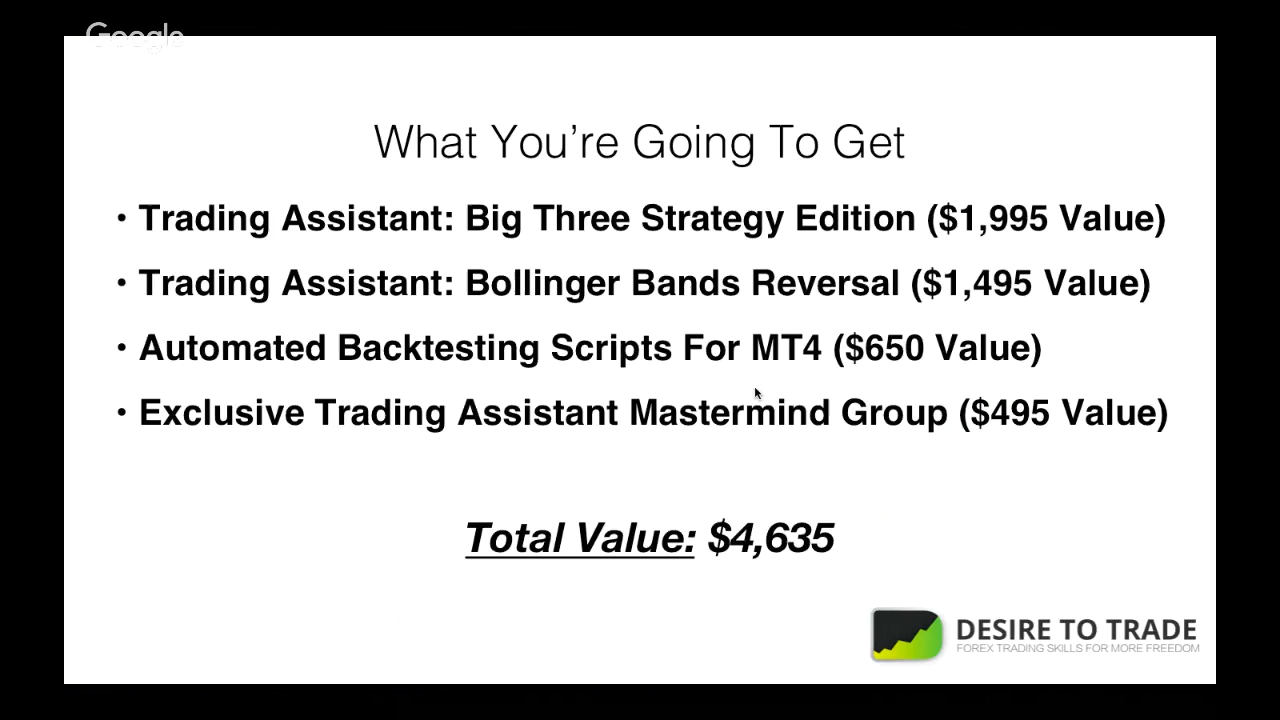 Google
What You’re Going To Get
• Trading Assistant: Big Three Strategy Edition ($1,995 Value)
• Trading Assistant: Bollinger Bands Reversal ($1,495 Value)
• Automated Backtesting Scripts For MT4 ($650 Value)
• Exclusive Trading Assistant Mastermind Group ($495 Value)
Total Value: $4,635
DESIRE TO TRADE
FOREX TRADING SKILLS FOR MORE FREEDOM